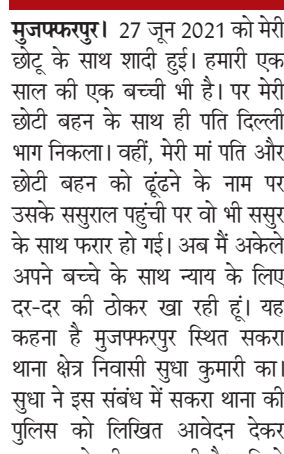 मुजफ्फरपुर। 27 जून 2021 को मेरी
छोटू के साथ शादी हुई। हमारी एक
साल की एक बच्ची भी है। पर मेरी
छोटी बहन के साथ ही पति दिल्ली
भाग निकला। वहीं, मेरी मां पति और
छोटी बहन को ढूंढने के नाम पर
उसके ससुराल पहुंची पर वो भी ससुर
के साथ फरार हो गई। अब मैं अकेले
अपने बच्चे के साथ न्याय के लिए
दर-दर की ठोकर खा रही हूं। यह
कहना है मुजफ्फरपुर स्थित सकरा
थाना क्षेत्र निवासी सुधा कुमारी का।
सुधा ने इस संबंध में सकरा थाना की
पुलिस को लिखित आवेदन देकर